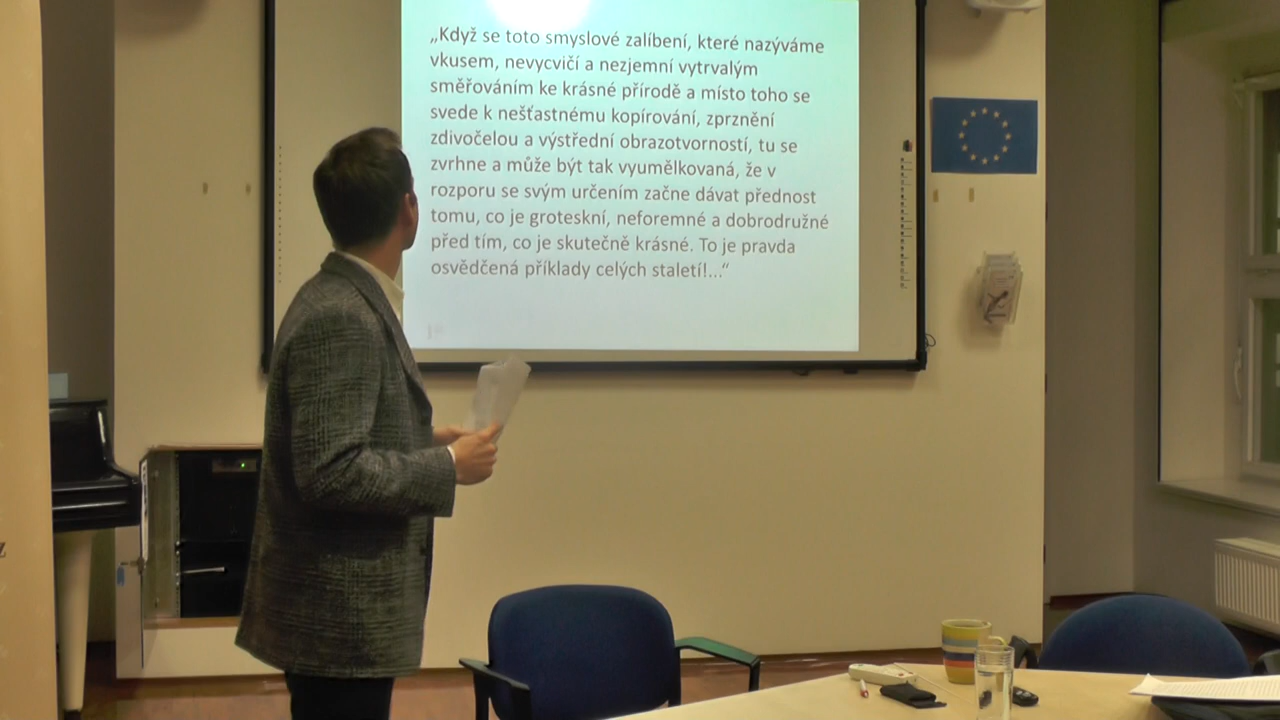 „Když se toto smyslové zalíbení, které nazýváme
vkusem, nevycvičí a nezjemní vytrvalým
směřováním ke krásné přírodě a místo toho se
svede k nešťastnému kopírování, zprznění
zdivočelou a výstřední obrazotvorností, tu se
zvrhne a může být tak vyumělkovaná, že v
rozporu se svým určením začne dávat přednost
tomu, co je groteskní, neforemné a dobrodružné
před tím, co je skutečně krásné. To je pravda
osvědčená příklady celých staletí!...“